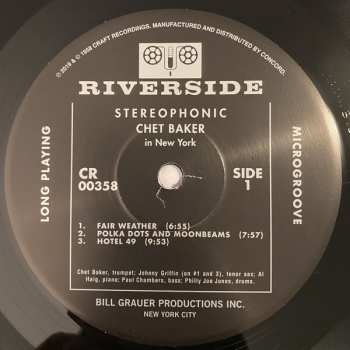 ℗ 2019 & © 1958 CRAFT RECORDINGS. MANUFACTURED AND DISTRIBUTED BY CONCORD.
RIVERSIDE
STEREOPHONIC
CHET BAKER
in New York
LONG PLAYING
MICROGROOVE
CR
00358
SIDE
1
1. FAIR WEATHER (6:55)
2. POLKA DOTS AND MOONBEAMS (7:57)
3. HOTEL 49 (9:53)
Chet Baker, trumpet; Johnny Griffin (on #1 and 3), tenor sax; Al
Haig, piano; Paul Chambers, bass; Philly Joe Jones, drums.
BILL GRAUER PRODUCTIONS INC.
NEW YORK CITY